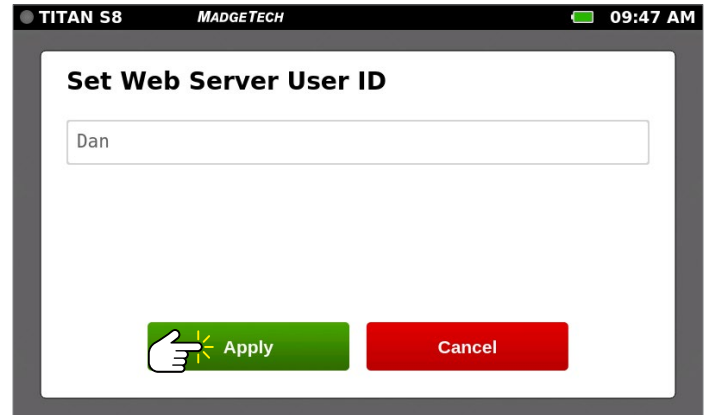 TITAN S8 MADGETECH 09:47 AM
Set Web Server User ID
Dan
Apply Cancel